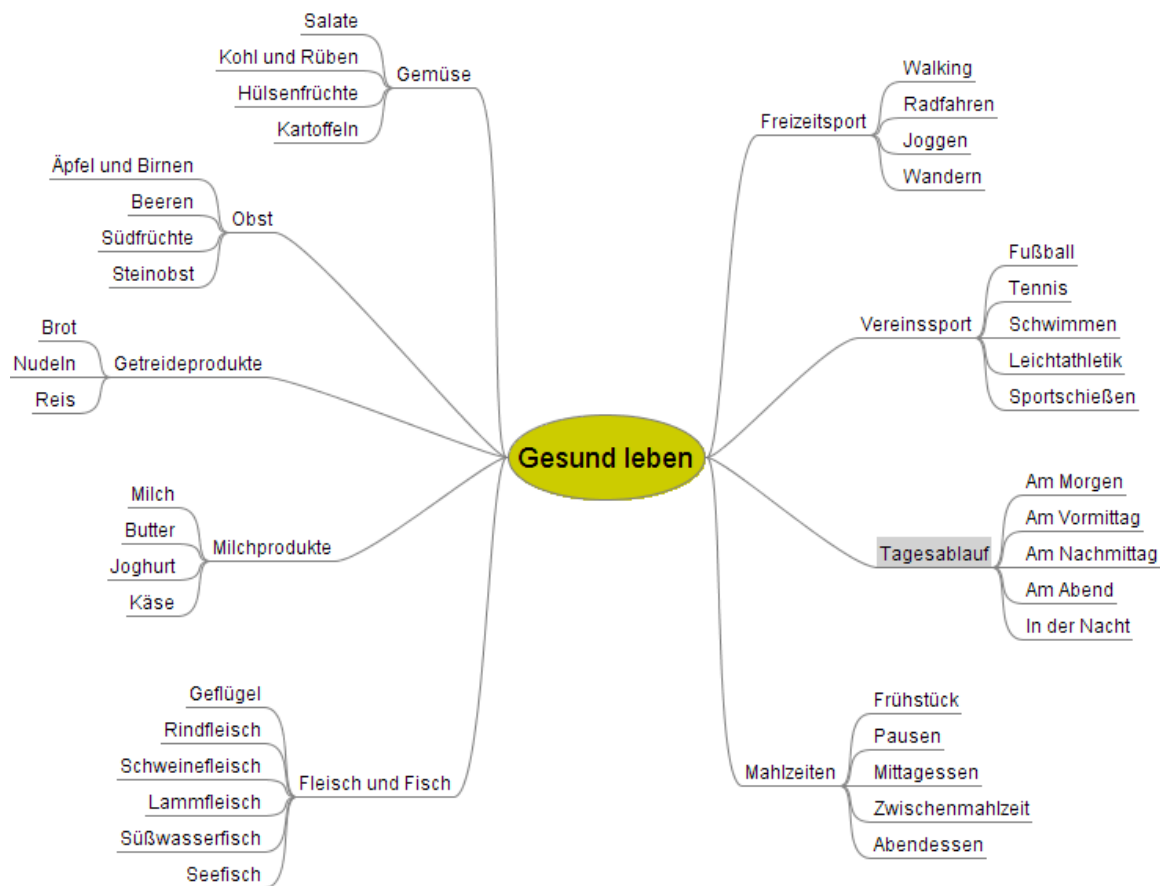 Gesund leben
Gemüse
Salate
Kohl und Rüben
Hülsenfrüchte
Kartoffeln
Obst
Äpfel und Birnen
Beeren
Südfrüchte
Steinobst
Getreideprodukte
Brot
Nudeln
Reis
Milchprodukte
Milch
Butter
Joghurt
Käse
Fleisch und Fisch
Geflügel
Rindfleisch
Schweinefleisch
Lammfleisch
Süßwasserfisch
Seefisch
Freizeitsport
Walking
Radfahren
Joggen
Wandern
Vereinssport
Fußball
Tennis
Schwimmen
Leichtathletik
Sportschießen
Tagesablauf
Am Morgen
Am Vormittag
Am Nachmittag
Am Abend
In der Nacht
Mahlzeiten
Frühstück
Pausen
Mittagessen
Zwischenmahlzeit
Abendessen